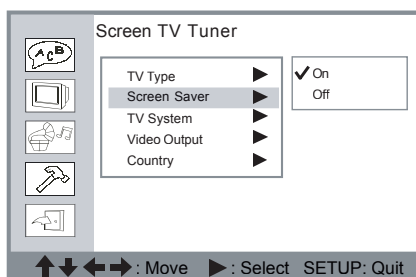 Screen TV Tuner
A C B
TV Type
Screen Saver
TV System
Video Output
Country
On
Off
: Move : Select SETUP: Quit